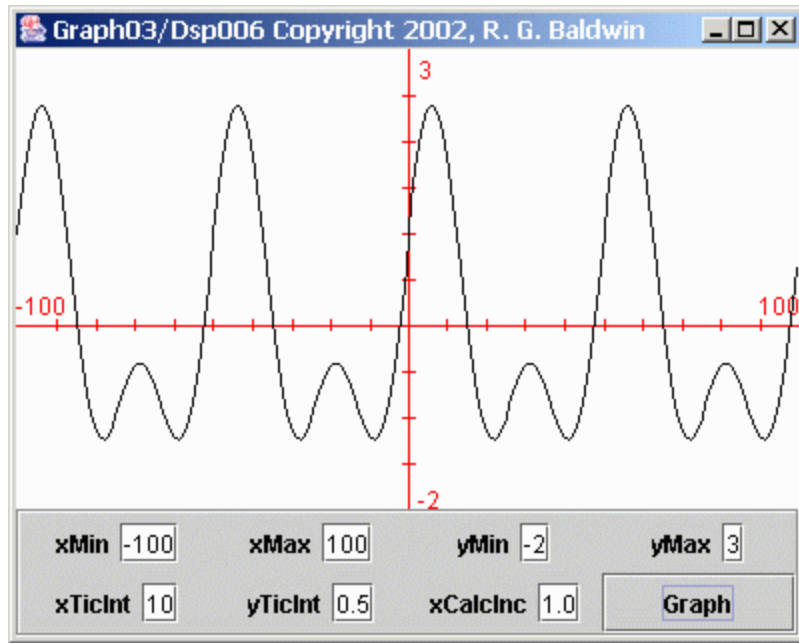 Graph03/Dsp006 Copyright 2002, R. G. Baldwin
3
-100
100
-2
xMin -100 xMax 100 yMin -2 yMax 3
xTicInt 10 yTicInt 0.5 xCalcInc 1.0 Graph